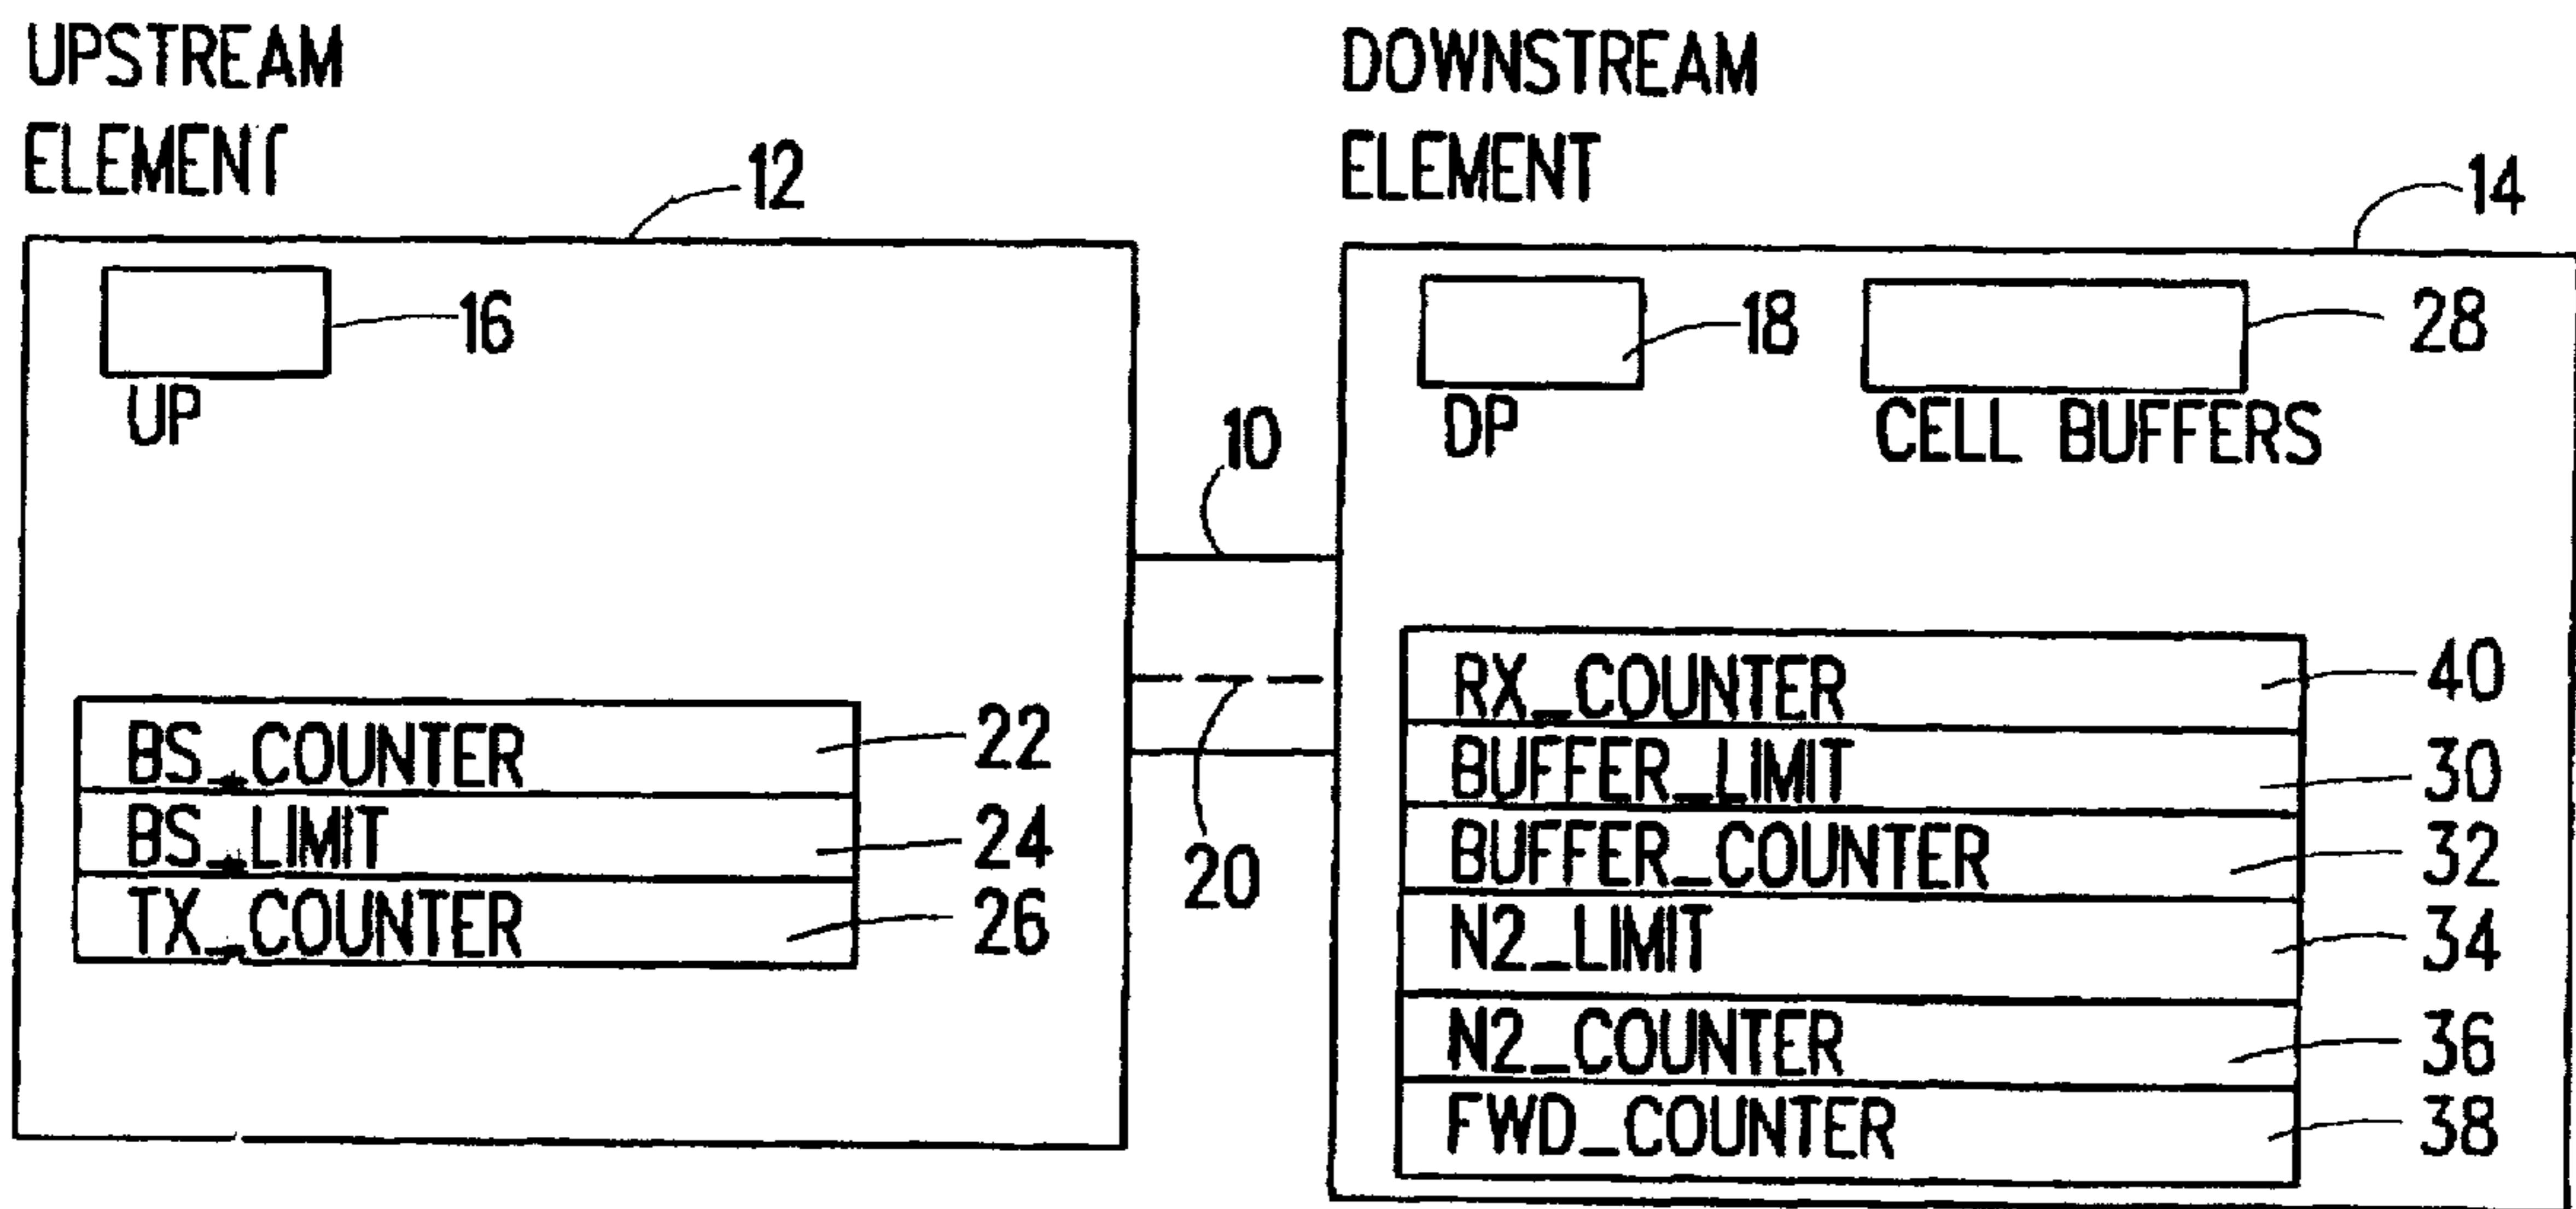 UPSTREAM
ELEMENT
12
16
UP
BS_COUNTER
22
BS_LIMIT
24
TX_COUNTER
26
10
20
DOWNSTREAM
ELEMENT
14
18
DP
28
CELL BUFFERS
RX_COUNTER
40
BUFFER_LIMIT
30
BUFFER_COUNTER
32
N2_LIMIT
34
N2_COUNTER
36
FWD_COUNTER
38